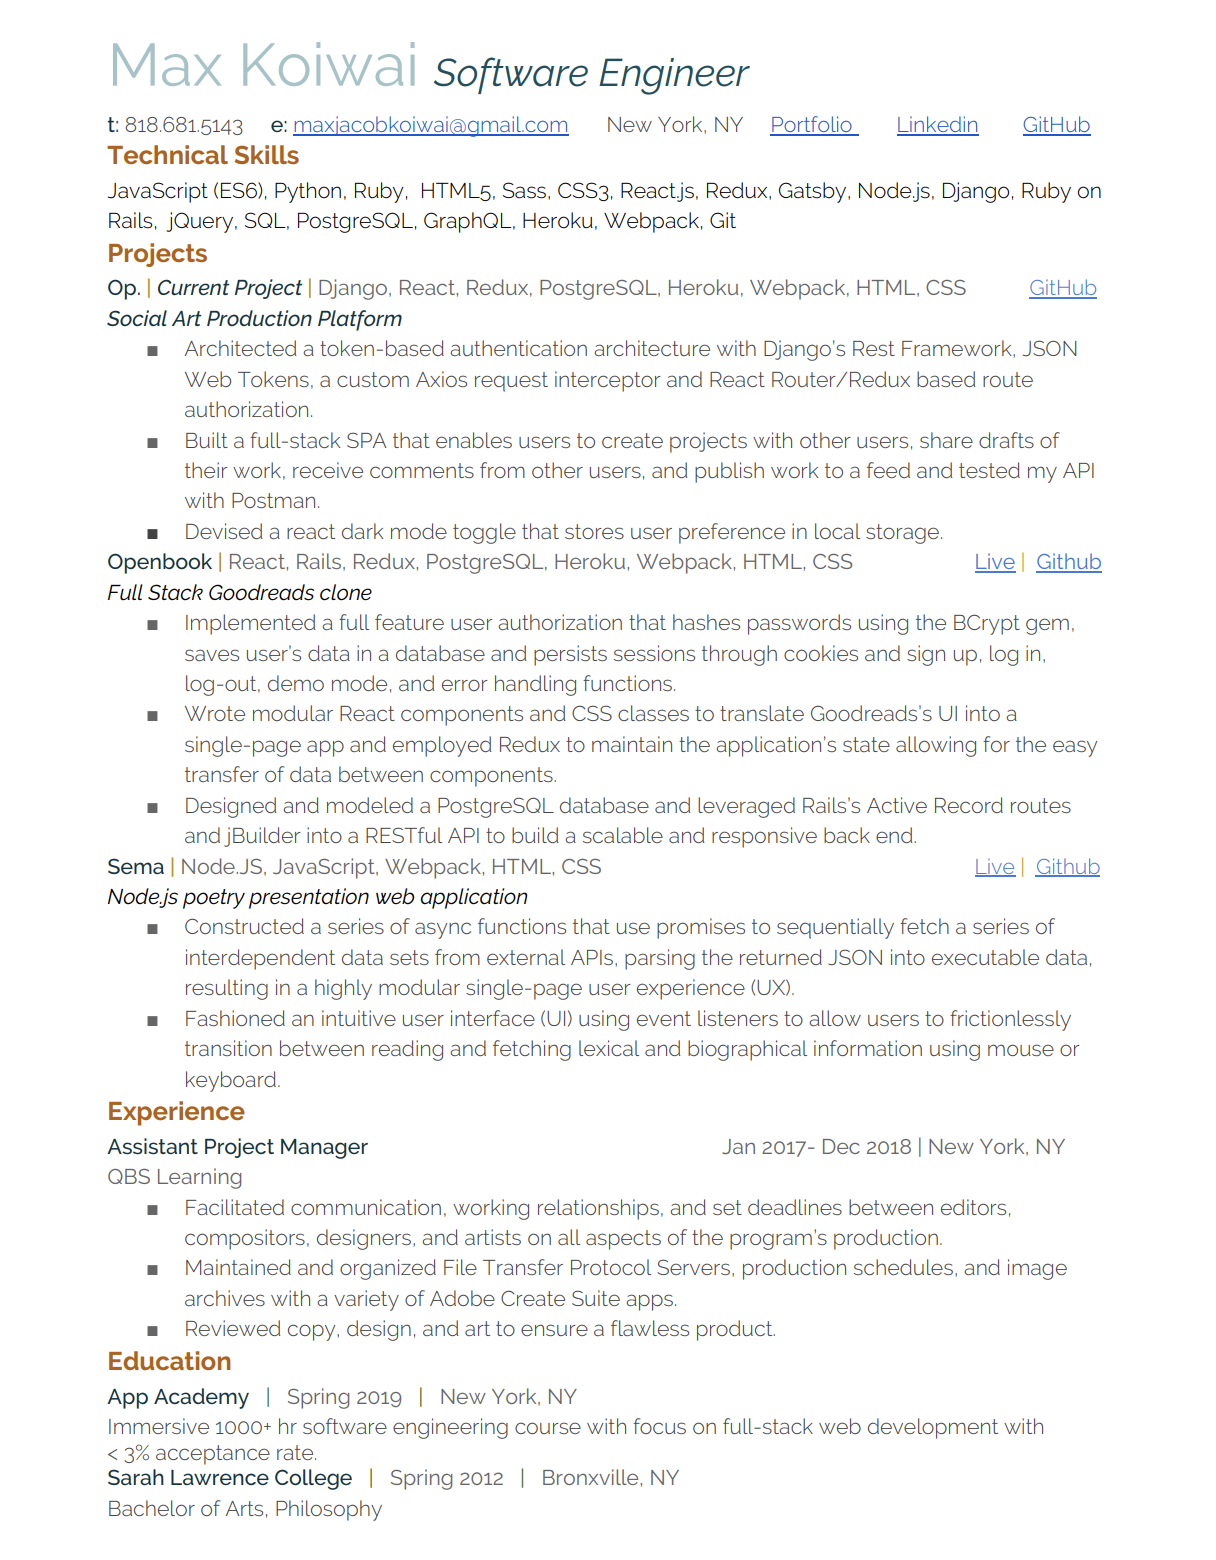 Max Koiwai Software Engineer
t: 818.681.5143 e: maxjacobkoiwai@gmail.com New York, NY Portfolio Linkedin GitHub
Technical Skills
JavaScript (ES6), Python, Ruby, HTML5, Sass, CSS3, React.js, Redux, Gatsby, Node.js, Django, Ruby on
Rails, jQuery, SQL, PostgreSQL, GraphQL, Heroku, Webpack, Git
Projects
Op. | Current Project | Django, React, Redux, PostgreSQL, Heroku, Webpack, HTML, CSS GitHub
Social Art Production Platform
■ Architected a token-based authentication architecture with Django's Rest Framework, JSON
Web Tokens, a custom Axios request interceptor and React Router/Redux based route
authorization.
■ Built a full-stack SPA that enables users to create projects with other users, share drafts of
their work, receive comments from other users, and publish work to a feed and tested my API
with Postman.
■ Devised a react dark mode toggle that stores user preference in local storage.
Openbook | React, Rails, Redux, PostgreSQL, Heroku, Webpack, HTML, CSS Live | Github
Full Stack Goodreads clone
■ Implemented a full feature user authorization that hashes passwords using the BCrypt gem,
saves user's data in a database and persists sessions through cookies and sign up, log in,
log-out, demo mode, and error handling functions.
■ Wrote modular React components and CSS classes to translate Goodreads's UI into a
single-page app and employed Redux to maintain the application's state allowing for the easy
transfer of data between components.
■ Designed and modeled a PostgreSQL database and leveraged Rails's Active Record routes
and jBuilder into a RESTful API to build a scalable and responsive back end.
Sema | Node.JS, JavaScript, Webpack, HTML, CSS Live | Github
Node.js poetry presentation web application
■ Constructed a series of async functions that use promises to sequentially fetch a series of
interdependent data sets from external APIs, parsing the returned JSON into executable data,
resulting in a highly modular single-page user experience (UX).
■ Fashioned an intuitive user interface (UI) using event listeners to allow users to frictionlessly
transition between reading and fetching lexical and biographical information using mouse or
keyboard.
Experience
Assistant Project Manager Jan 2017- Dec 2018 | New York, NY
QBS Learning
■ Facilitated communication, working relationships, and set deadlines between editors,
compositors, designers, and artists on all aspects of the program's production.
■ Maintained and organized File Transfer Protocol Servers, production schedules, and image
archives with a variety of Adobe Create Suite apps.
■ Reviewed copy, design, and art to ensure a flawless product.
Education
App Academy | Spring 2019 | New York, NY
Immersive 1000+ hr software engineering course with focus on full-stack web development with
< 3% acceptance rate.
Sarah Lawrence College | Spring 2012 | Bronxville, NY
Bachelor of Arts, Philosophy